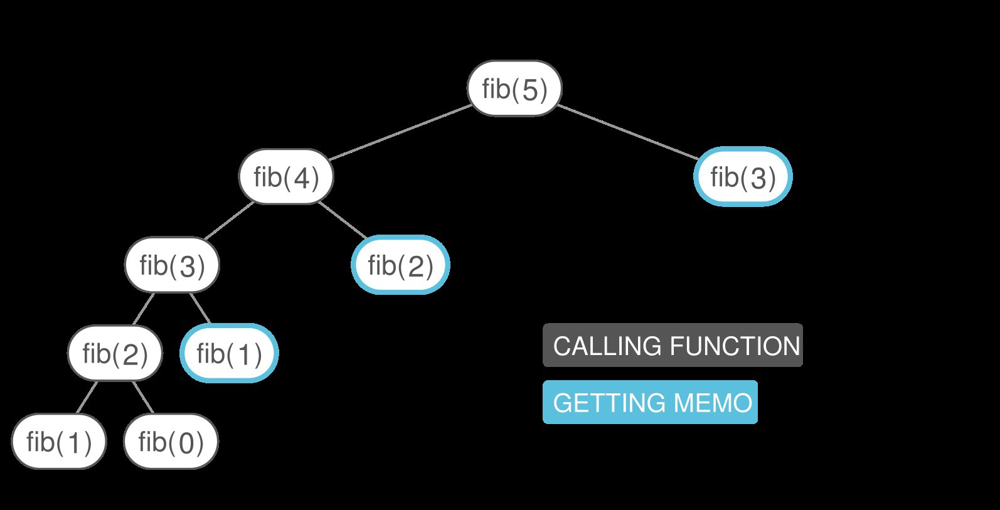 fib(5)
fib(4)
fib(3)
fib(3)
fib(2)
fib(2)
fib(1)
CALLING FUNCTION
GETTING MEMO
fib(1)
fib(0)